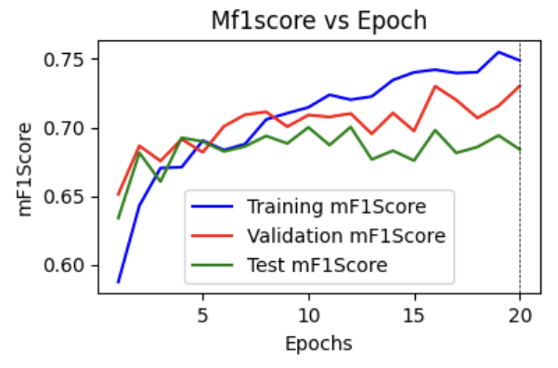 Mf1score vs Epoch
0.75
0.70
0.65
0.60
mF1Score
Training mF1Score
Validation mF1Score
Test mF1Score
5 10 15 20
Epochs